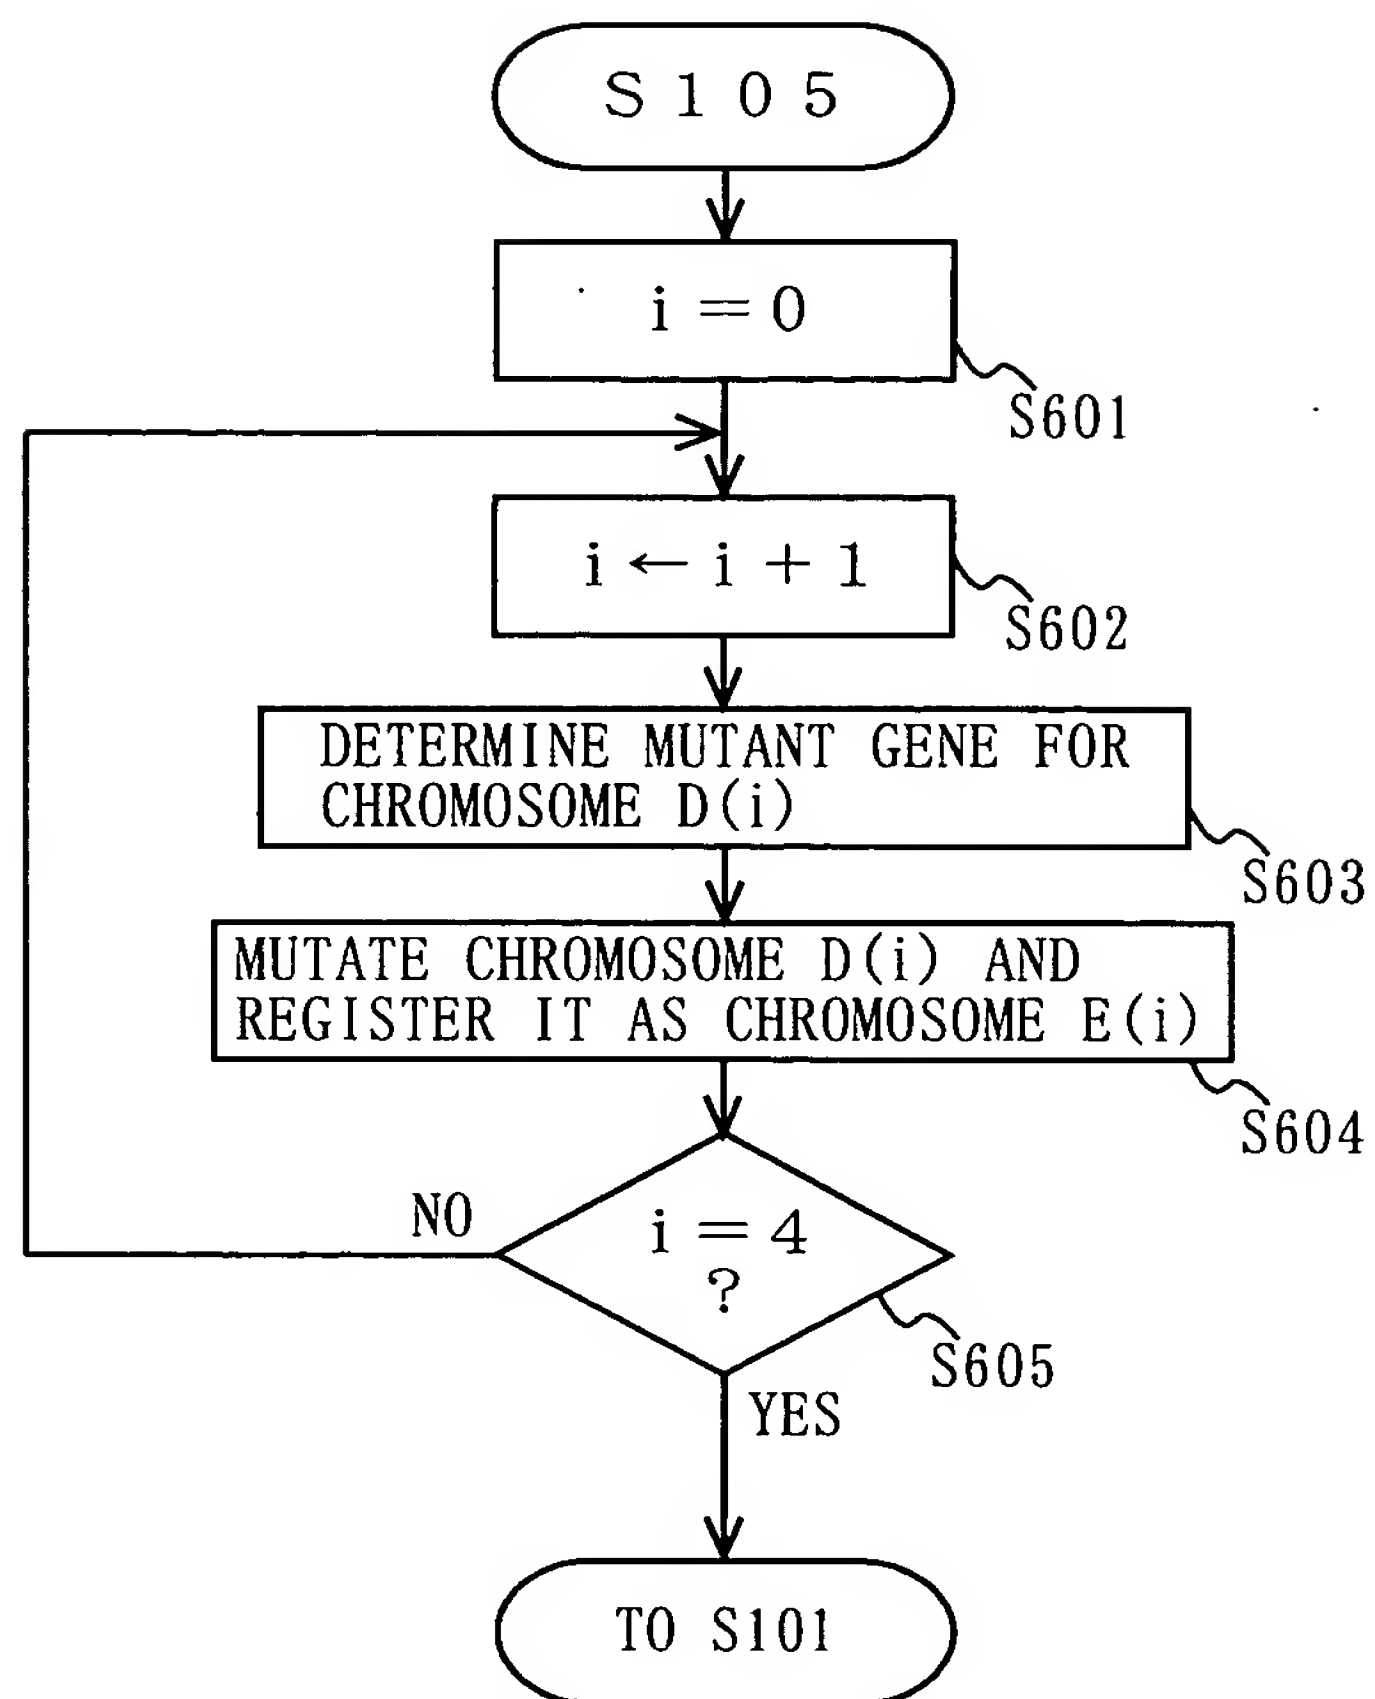 S105
i = 0
S601
i ← i + 1
S602
DETERMINE MUTANT GENE FOR
CHROMOSOME D(i)
S603
MUTATE CHROMOSOME D(i) AND
REGISTER IT AS CHROMOSOME E(i)
S604
NO
i = 4
?
S605
YES
TO S101